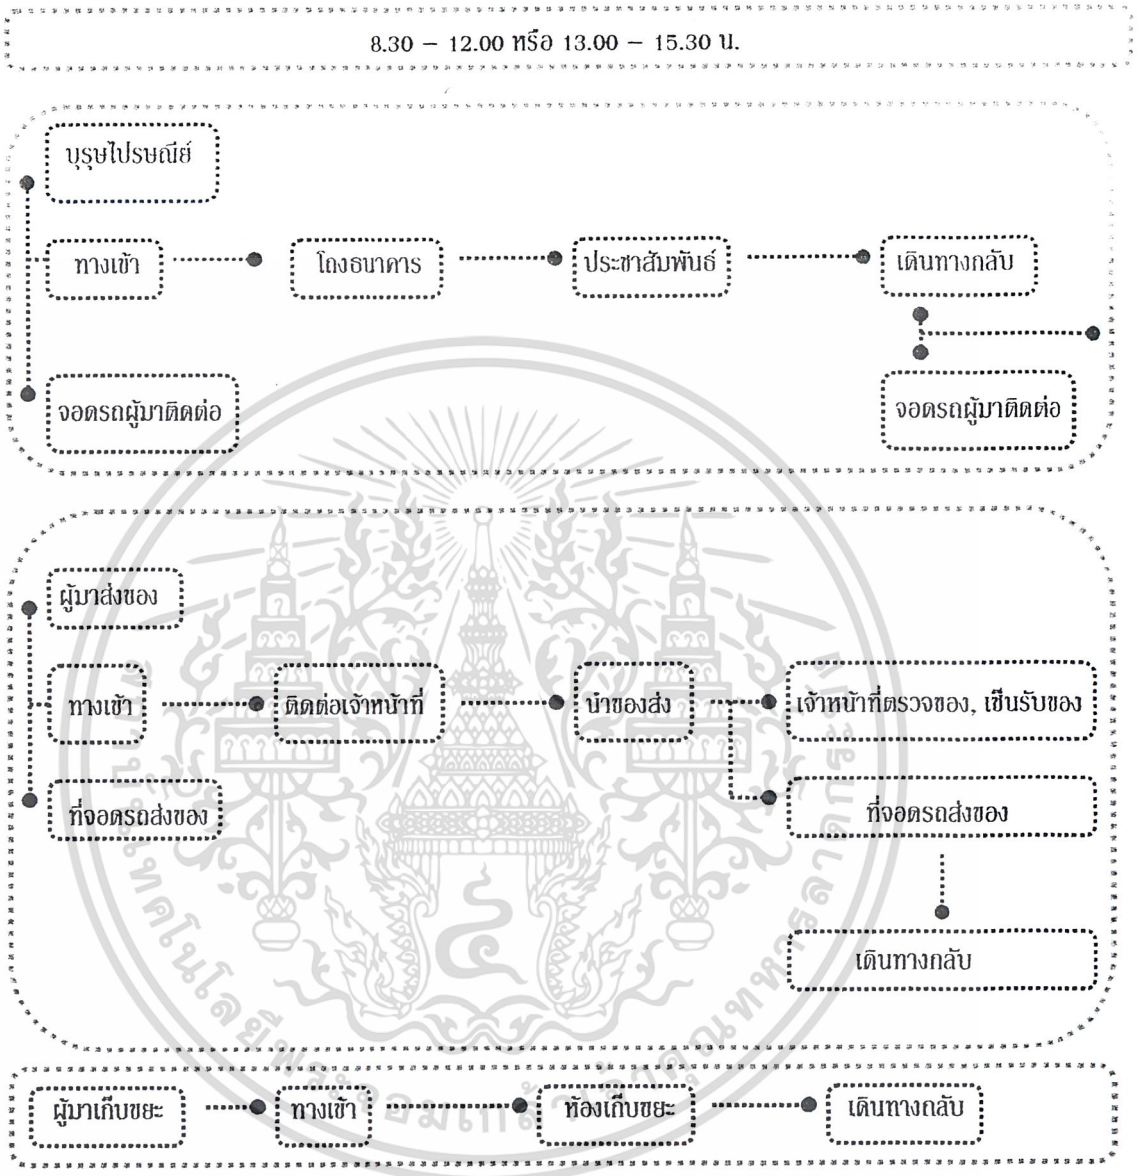 8.30 – 12.00 หรือ 13.00 – 15.30 น.
บุรุษไปรษณีย์
ทางเข้า
โถงธนาคาร
ประชาสัมพันธ์
เดินทางกลับ
จอดรถผู้มาติดต่อ
จอดรถผู้มาติดต่อ
ผู้มาส่งของ
ทางเข้า
ติดต่อเจ้าหน้าที่
นำของส่ง
เจ้าหน้าที่ตรวจของ, เซ็นรับของ
ที่จอดรถส่งของ
ที่จอดรถส่งของ
เดินทางกลับ
ผู้มาเก็บขยะ
ทางเข้า
ห้องเก็บขยะ
เดินทางกลับ